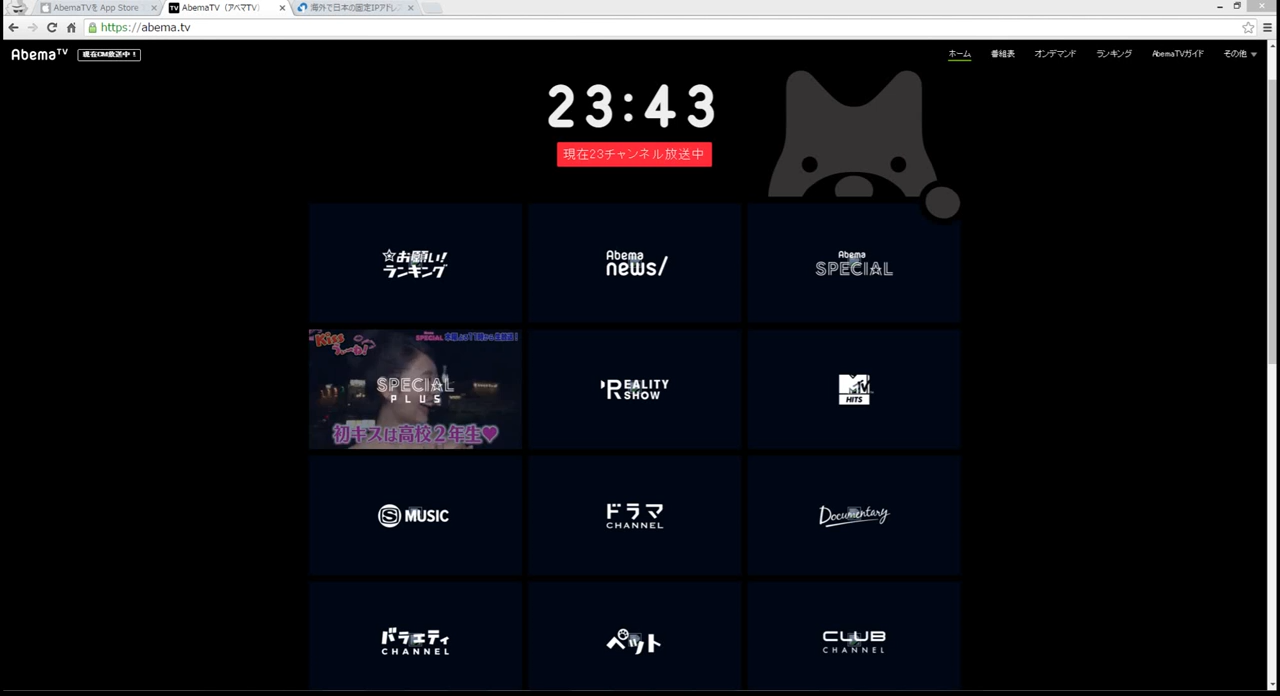 AbemaTVを App Store
AbemaTV（アベマTV）
海外で日本の固定IPアドレス
https://abema.tv
AbemaTV
現在CM放送中！
ホーム
番組表
オンデマンド
ランキング
AbemaTVガイド
その他
23:43
現在23チャンネル放送中
お願い！
ランキング
Abema
news/
Abema
SPECIAL
Kiss
SPECIAL
SPECIAL
PLUS
初キスは高校２年生♥
REALITY
SHOW
MTV
HITS
S MUSIC
ドラマ
CHANNEL
Documentary
バラエティ
CHANNEL
ペット
CLUB
CHANNEL